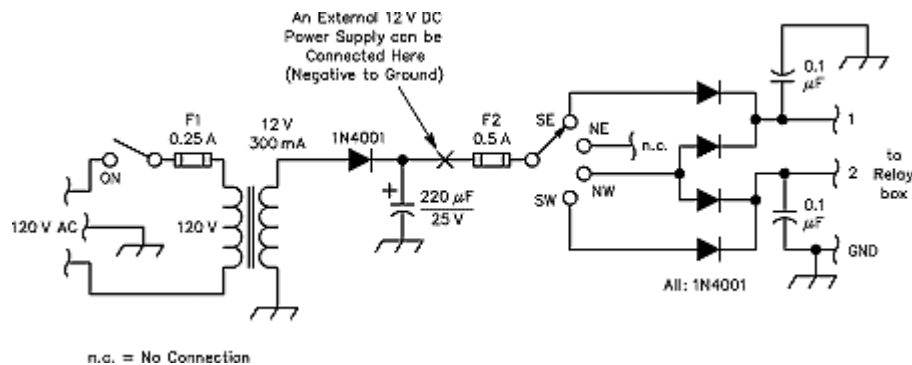 An External 12 V DC
Power Supply can be
Connected Here
(Negative to Ground)
F1
0.25 A
12 V
300 mA
1N4001
F2
0.5 A
SE
NE
n.c.
NW
SW
0.1
µF
1
2
to
Relay
box
ON
120 V AC
120 V
+
220 µF
25 V
0.1
µF
GND
All: 1N4001
n.c. = No Connection